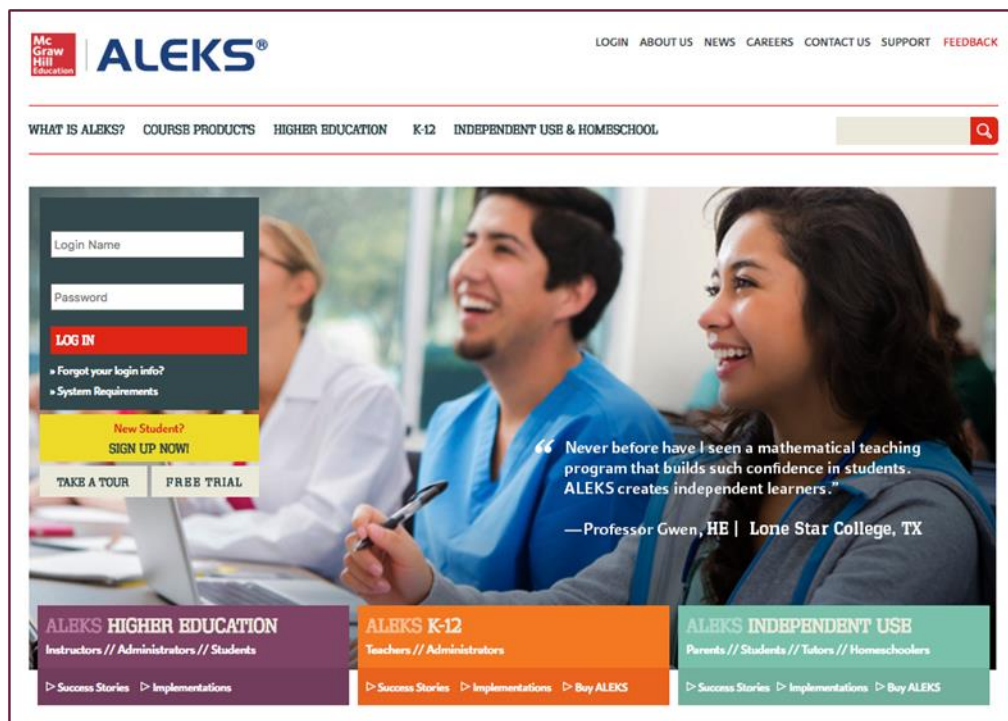 Mc
Graw
Hill
Education
ALEKS®
LOGIN ABOUT US NEWS CAREERS CONTACT US SUPPORT FEEDBACK
WHAT IS ALEKS? COURSE PRODUCTS HIGHER EDUCATION K-12 INDEPENDENT USE & HOMESCHOOL
Login Name
Password
LOG IN
» Forgot your login info?
» System Requirements
New Student?
SIGN UP NOW!
TAKE A TOUR FREE TRIAL
“ Never before have I seen a mathematical teaching
program that builds such confidence in students.
ALEKS creates independent learners.”
—Professor Gwen, HE | Lone Star College, TX
ALEKS HIGHER EDUCATION
Instructors // Administrators // Students
▷ Success Stories ▷ Implementations
ALEKS K-12
Teachers // Administrators
▷ Success Stories ▷ Implementations ▷ Buy ALEKS
ALEKS INDEPENDENT USE
Parents // Students // Tutors // Homeschoolers
▷ Success Stories ▷ Implementations ▷ Buy ALEKS